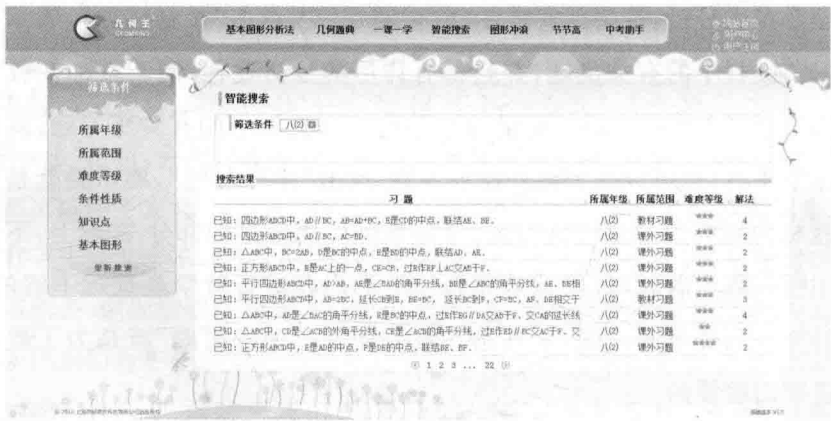 几何王
GEOMKING
基本图形分析法 几何题典 一课一学 智能搜索 图形冲浪 节节高 中考助手
筛选条件
所属年级
所属范围
难度等级
条件性质
知识点
基本图形
重新搜索
智能搜索
筛选条件 八(2)
搜索结果
习 题 所属年级 所属范围 难度等级 解法
已知：四边形ABCD中，AD∥BC，AB=AD+BC，E是CD的中点，联结AE、BE. 八(2) 教材习题 *** 4
已知：四边形ABCD中，AD∥BC，AC=BD. 八(2) 课外习题 *** 2
已知：△ABC中，BC=2AB，D是BC的中点，E是BD的中点，联结AD、AE. 八(2) 课外习题 *** 2
已知：正方形ABCD中，E是AC上的一点，CE=CB，过E作EF⊥AC交AB于F. 八(2) 课外习题 *** 2
已知：平行四边形ABCD中，AD>AB，AE是∠BAD的角平分线，BE是∠ABC的角平分线，AE、BE相 八(2) 课外习题 *** 2
已知：平行四边形ABCD中，AB=2BC，延长CB到E，BE=BC，延长BC到F，CF=BC，AF、DE相交于 八(2) 教材习题 *** 3
已知：△ABC中，AD是∠BAC的角平分线，E是BC的中点，过E作EG∥DA交AB于F、交CA的延长线 八(2) 课外习题 *** 4
已知：△ABC中，CD是∠ACB的外角平分线，CE是∠ACB的角平分线，过E作ED∥BC交AC于F、交 八(2) 课外习题 ** 2
已知：正方形ABCD中，E是AD的中点，F是DE的中点，联结BE、BF. 八(2) 课外习题 **** 2
1 2 3 ... 22